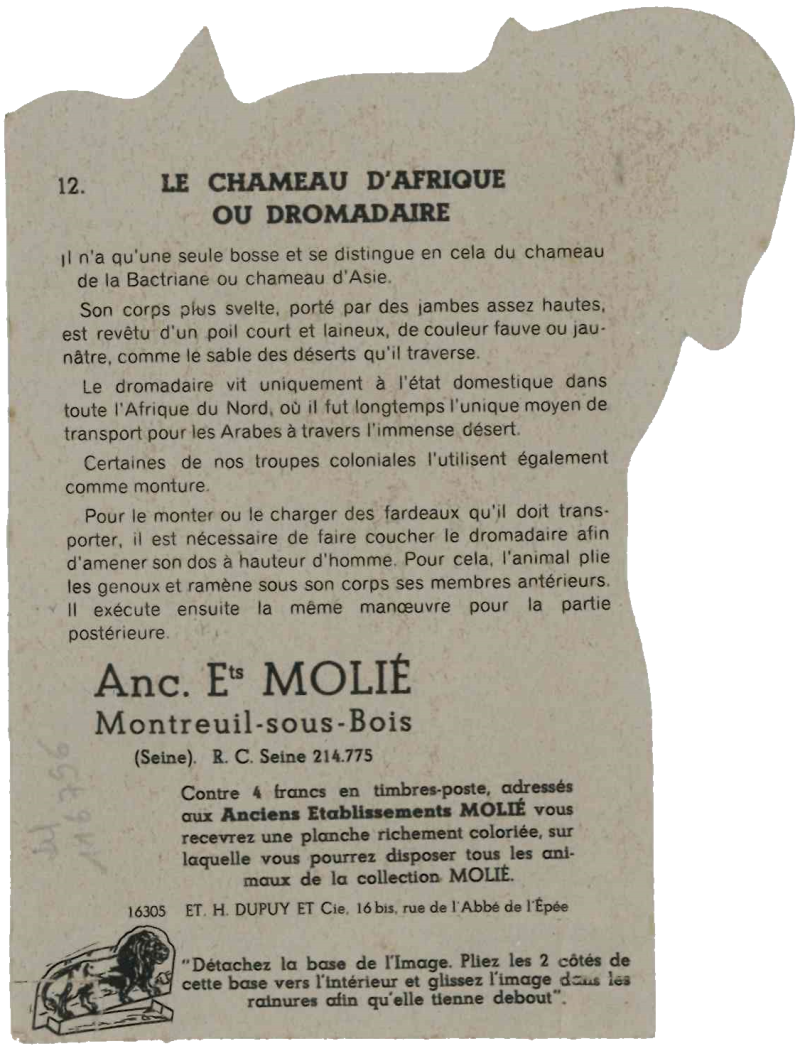 12. LE CHAMEAU D'AFRIQUE
OU DROMADAIRE
Il n'a qu'une seule bosse et se distingue en cela du chameau
de la Bactriane ou chameau d'Asie.
Son corps plus svelte, porté par des jambes assez hautes,
est revêtu d'un poil court et laineux, de couleur fauve ou jau-
nâtre, comme le sable des déserts qu'il traverse.
Le dromadaire vit uniquement à l'état domestique dans
toute l'Afrique du Nord, où il fut longtemps l'unique moyen de
transport pour les Arabes à travers l'immense désert.
Certaines de nos troupes coloniales l'utilisent également
comme monture.
Pour le monter ou le charger des fardeaux qu'il doit trans-
porter, il est nécessaire de faire coucher le dromadaire afin
d'amener son dos à hauteur d'homme. Pour cela, l'animal plie
les genoux et ramène sous son corps ses membres antérieurs.
Il exécute ensuite la même manœuvre pour la partie
postérieure.
Anc. Ets MOLIÉ
Montreuil-sous-Bois
(Seine). R. C. Seine 214.775
Contre 4 francs en timbres-poste, adressés
aux Anciens Etablissements MOLIÉ vous
recevrez une planche richement coloriée, sur
laquelle vous pourrez disposer tous les ani-
maux de la collection MOLIÉ.
16305 ET. H. DUPUY ET Cie, 16 bis, rue de l'Abbé de l'Épée
"Détachez la base de l'Image. Pliez les 2 côtés de
cette base vers l'intérieur et glissez l'image dans les
rainures afin qu'elle tienne debout".